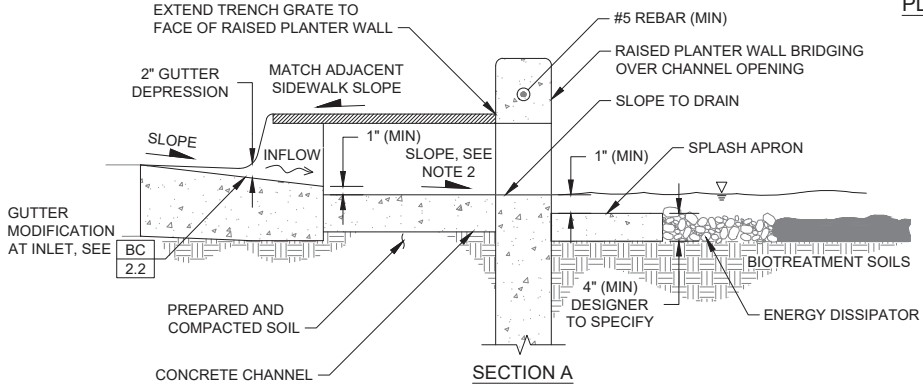 EXTEND TRENCH GRATE TO
FACE OF RAISED PLANTER WALL
#5 REBAR (MIN)
RAISED PLANTER WALL BRIDGING
OVER CHANNEL OPENING
2" GUTTER
DEPRESSION
MATCH ADJACENT
SIDEWALK SLOPE
SLOPE TO DRAIN
SLOPE
1" (MIN)
INFLOW
SLOPE, SEE
NOTE 2
1" (MIN)
SPLASH APRON
GUTTER
MODIFICATION
AT INLET, SEE
BC
2.2
BIOTREATMENT SOILS
4" (MIN)
DESIGNER
TO SPECIFY
PREPARED AND
COMPACTED SOIL
ENERGY DISSIPATOR
CONCRETE CHANNEL
SECTION A